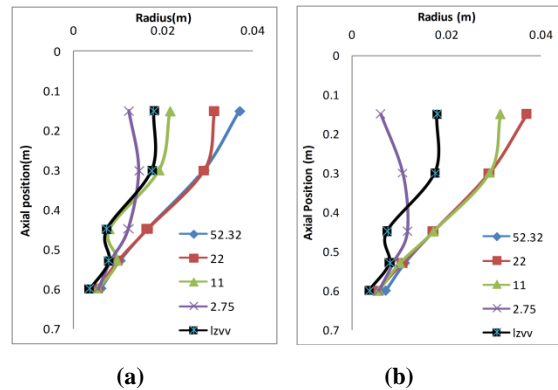 Radius(m)
0 0.02 0.04
0
0.1
0.2
0.3
0.4
0.5
0.6
0.7
Axial position(m)
52.32
22
11
2.75
lzvv
(a)
Radius (m)
0 0.02 0.04
0
0.1
0.2
0.3
0.4
0.5
0.6
0.7
Axial Position (m)
52.32
22
11
2.75
lzvv
(b)